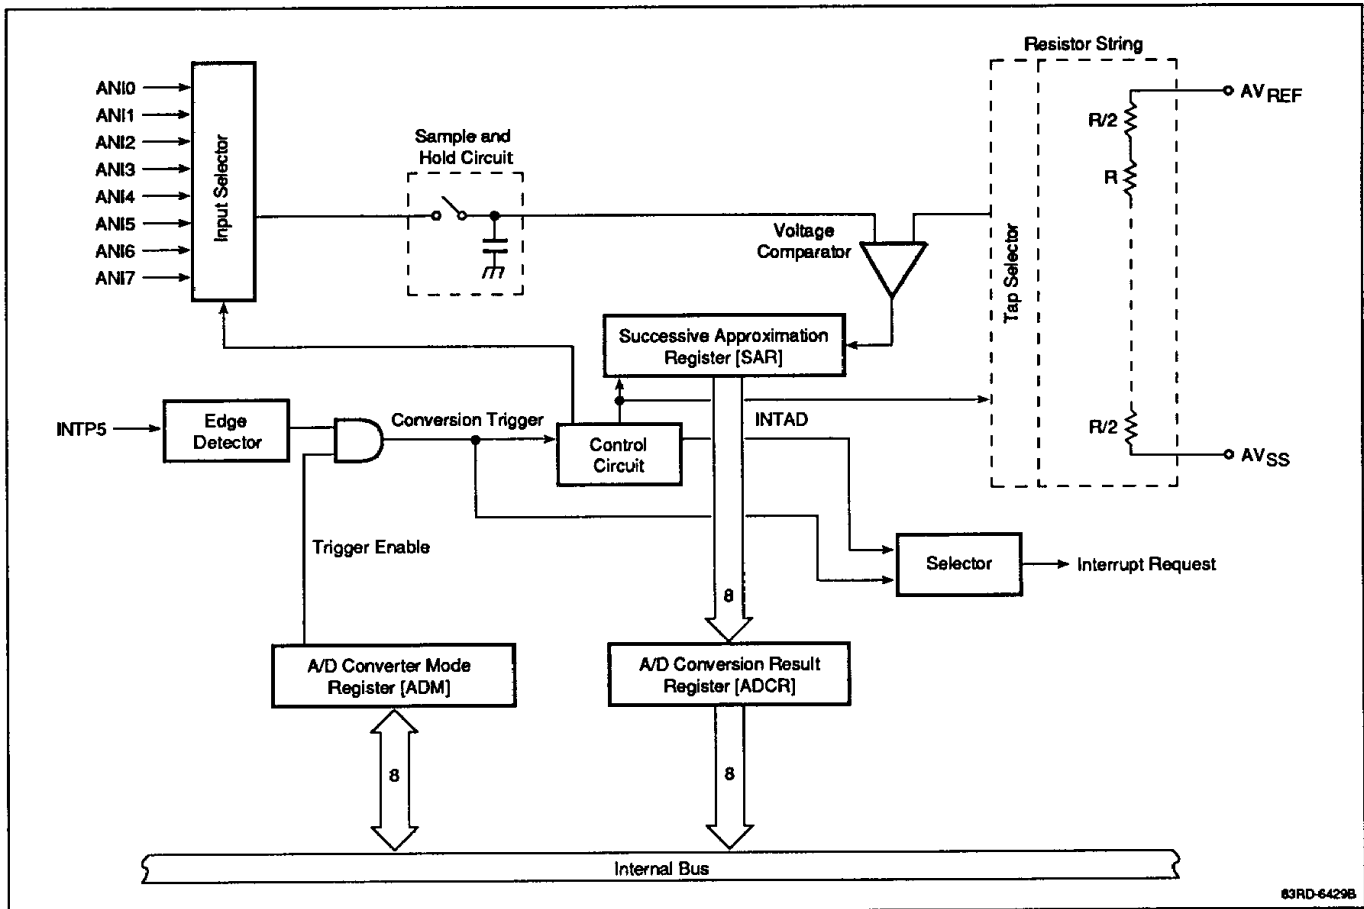 Resistor String
ANI0
ANI1
ANI2
ANI3
ANI4
ANI5
ANI6
ANI7
Input Selector
Sample and
Hold Circuit
Voltage
Comparator
Tap Selector
R/2
R
R/2
AVREF
AVSS
Successive Approximation
Register [SAR]
INTP5
Edge
Detector
Conversion Trigger
Control
Circuit
INTAD
Trigger Enable
Selector
Interrupt Request
8
A/D Converter Mode
Register [ADM]
A/D Conversion Result
Register [ADCR]
8
8
Internal Bus
83RD-6429B